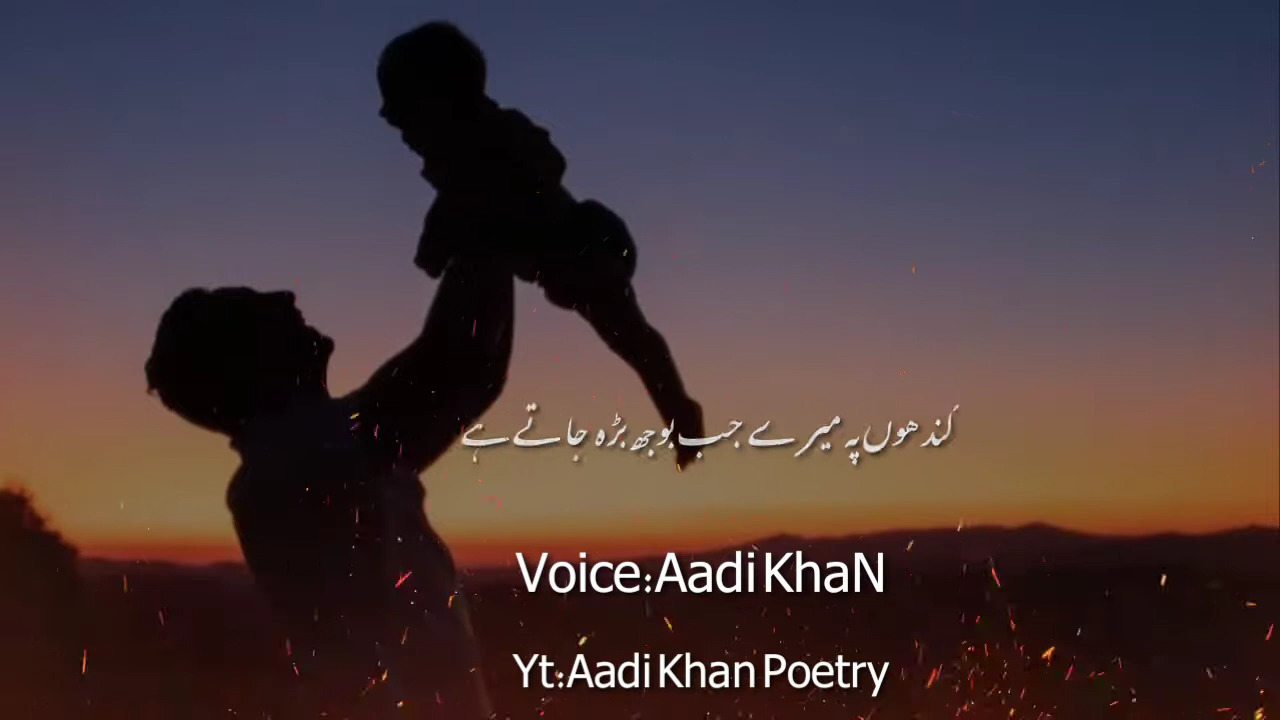 کندھوں پہ میرے جب بوجھ بڑھ جاتے ہے
Voice:Aadi KhaN
Yt:Aadi Khan Poetry